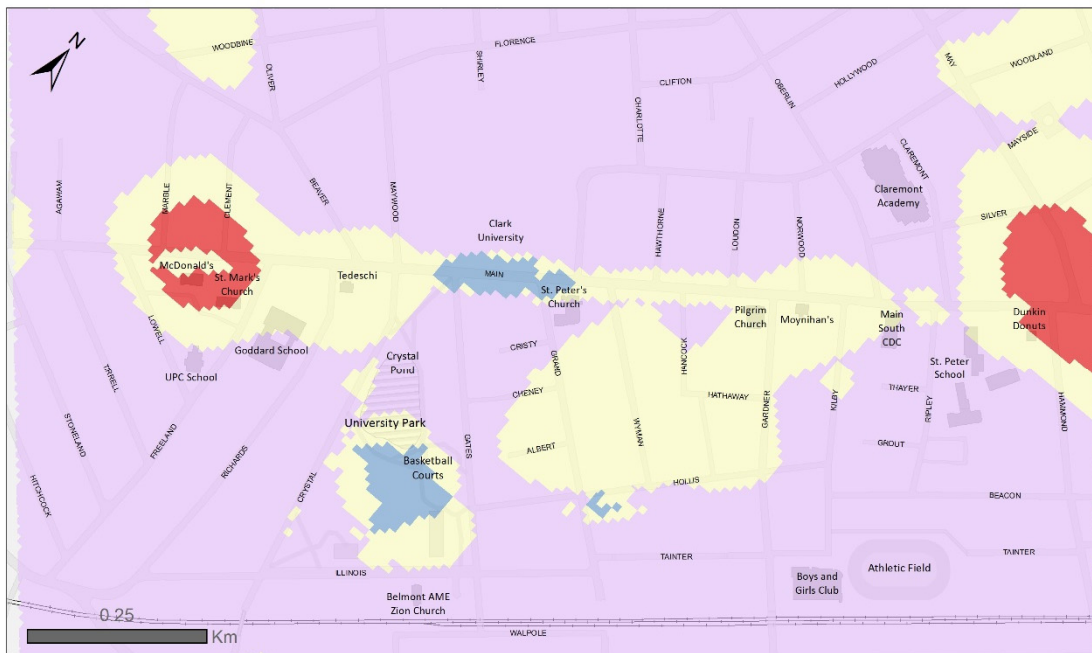 N
WOODBINE
OLIVER
SHIRLEY
FLORENCE
CLIFTON
CHARLOTTE
OBERLIN
HOLLYWOOD
MAY
WOODLAND
MAYSIDE
CLAREMONT
Claremont
Academy
SILVER
AGAWAM
MARBLE
CLEMENT
BEAVER
MAYWOOD
Clark
University
HAWTHORNE
LOUDON
NORWOOD
McDonald's
St. Mark's
Church
Tedeschi
MAIN
St. Peter's
Church
Pilgrim
Church
Moynihan's
Main
South
CDC
Dunkin
Donuts
LOWELL
Goddard School
UPC School
TIRRELL
Crystal
Pond
CRISTY
GRAND
HANCOCK
St. Peter
School
CHENEY
HATHAWAY
THAYER
RIPLEY
KILBY
GARDNER
HAMMOND
STONELAND
FREELAND
RICHARDS
University Park
GATES
WYMAN
ALBERT
GROUT
Basketball
Courts
HITCHCOCK
CRYSTAL
HOLLIS
BEACON
TAINTER
TAINTER
Athletic Field
ILLINOIS
Boys and
Girls Club
Belmont AME
Zion Church
0.25
Km
WALPOLE